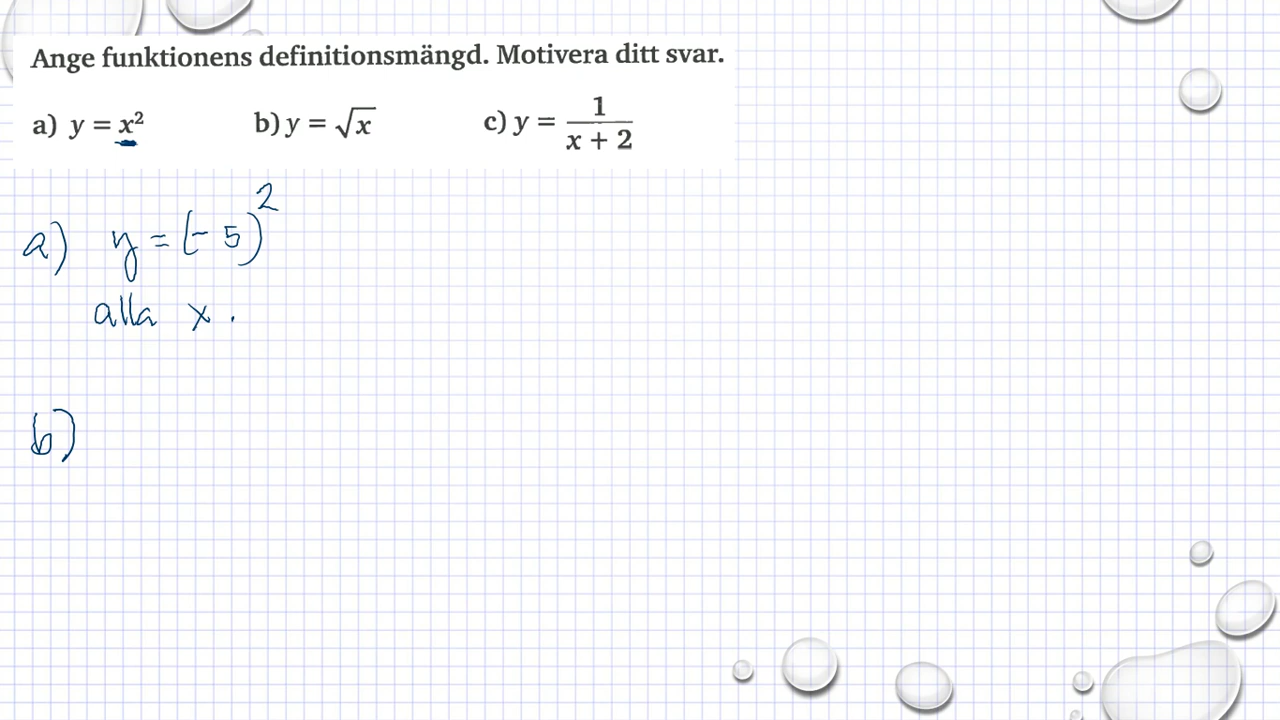 Ange funktionens definitionsmängd. Motivera ditt svar.
a) y = x² b) y = √x c) y = 1/(x + 2)
a) y = (-5)²
alla x.
b)